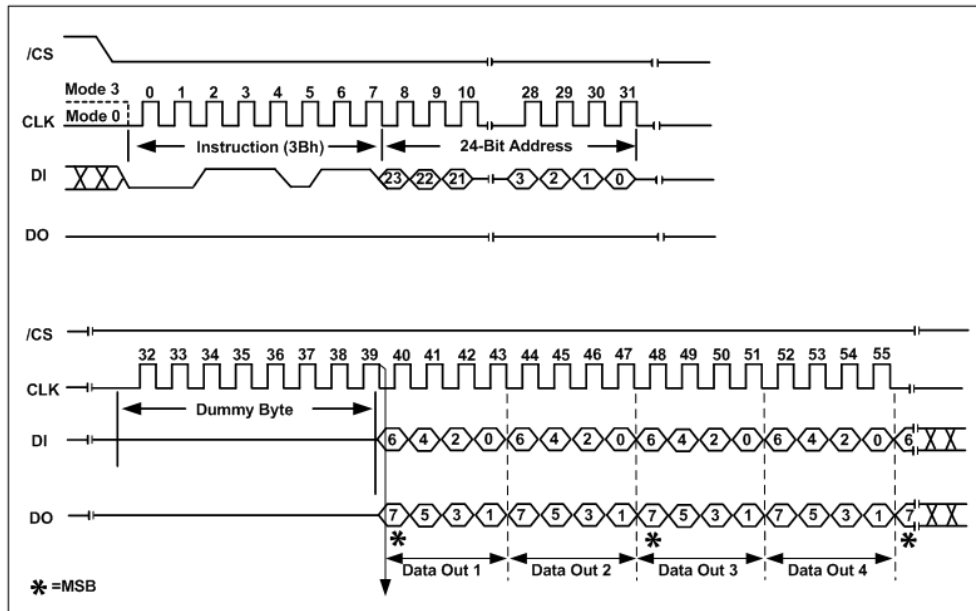 /CS
Mode 3
0 1 2 3 4 5 6 7 8 9 10 28 29 30 31
CLK
Mode 0
Instruction (3Bh) 24-Bit Address
DI
23 22 21 3 2 1 0
DO
/CS
32 33 34 35 36 37 38 39 40 41 42 43 44 45 46 47 48 49 50 51 52 53 54 55
CLK
Dummy Byte
DI
6 4 2 0 6 4 2 0 6 4 2 0 6 4 2 0 6
DO
7 5 3 1 7 5 3 1 7 5 3 1 7 5 3 1 7
* * *
Data Out 1 Data Out 2 Data Out 3 Data Out 4
* =MSB